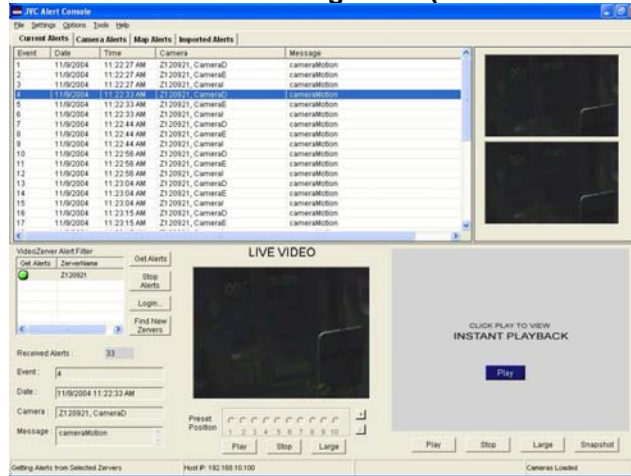 JVC Alert Console
File Settings Options Tools Help
Current Alerts Camera Alerts Map Alerts Imported Alerts
Event Date Time Camera Message
1 11/9/2004 11:22:27 AM Z120921, CameraD cameraMotion
2 11/9/2004 11:22:27 AM Z120921, CameraE cameraMotion
3 11/9/2004 11:22:27 AM Z120921, CameraI cameraMotion
4 11/9/2004 11:22:33 AM Z120921, CameraD cameraMotion
5 11/9/2004 11:22:33 AM Z120921, CameraE cameraMotion
6 11/9/2004 11:22:33 AM Z120921, CameraI cameraMotion
7 11/9/2004 11:22:44 AM Z120921, CameraD cameraMotion
8 11/9/2004 11:22:44 AM Z120921, CameraE cameraMotion
9 11/9/2004 11:22:44 AM Z120921, CameraI cameraMotion
10 11/9/2004 11:22:56 AM Z120921, CameraD cameraMotion
11 11/9/2004 11:22:56 AM Z120921, CameraE cameraMotion
12 11/9/2004 11:22:56 AM Z120921, CameraI cameraMotion
13 11/9/2004 11:23:04 AM Z120921, CameraD cameraMotion
14 11/9/2004 11:23:04 AM Z120921, CameraE cameraMotion
15 11/9/2004 11:23:04 AM Z120921, CameraI cameraMotion
16 11/9/2004 11:23:15 AM Z120921, CameraD cameraMotion
17 11/9/2004 11:23:15 AM Z120921, CameraE cameraMotion
VideoZerver Alert Filter
Get Alerts ZerverName
Z120921
Get Alerts
Stop
Alerts
Login...
Find New
Zervers
LIVE VIDEO
CLICK PLAY TO VIEW
INSTANT PLAYBACK
Play
Received Alerts : 33
Event : 4
Date : 11/9/2004 11:22:33 AM
Camera : Z120921, CameraD
Message : cameraMotion
Preset
Position
1 2 3 4 5 6 7 8 9 10
+
-
Play Stop Large
Play Stop Large Snapshot
Getting Alerts from Selected Zervers Host IP: 192.168.10.100 Cameras Loaded